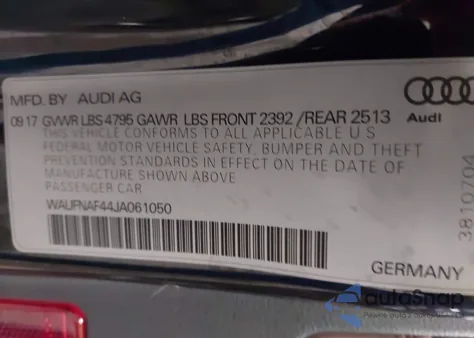 MFD. BY AUDI AG
09 17 GVWR LBS 4795 GAWR LBS FRONT 2392 /REAR 2513
Audi
THIS VEHICLE CONFORMS TO ALL APPLICABLE U S
FEDERAL MOTOR VEHICLE SAFETY, BUMPER AND THEFT
PREVENTION STANDARDS IN EFFECT ON THE DATE OF
MANUFACTURE SHOWN ABOVE
PASSENGER CAR
WAUFNAF44JA061050
GERMANY
autoSnap